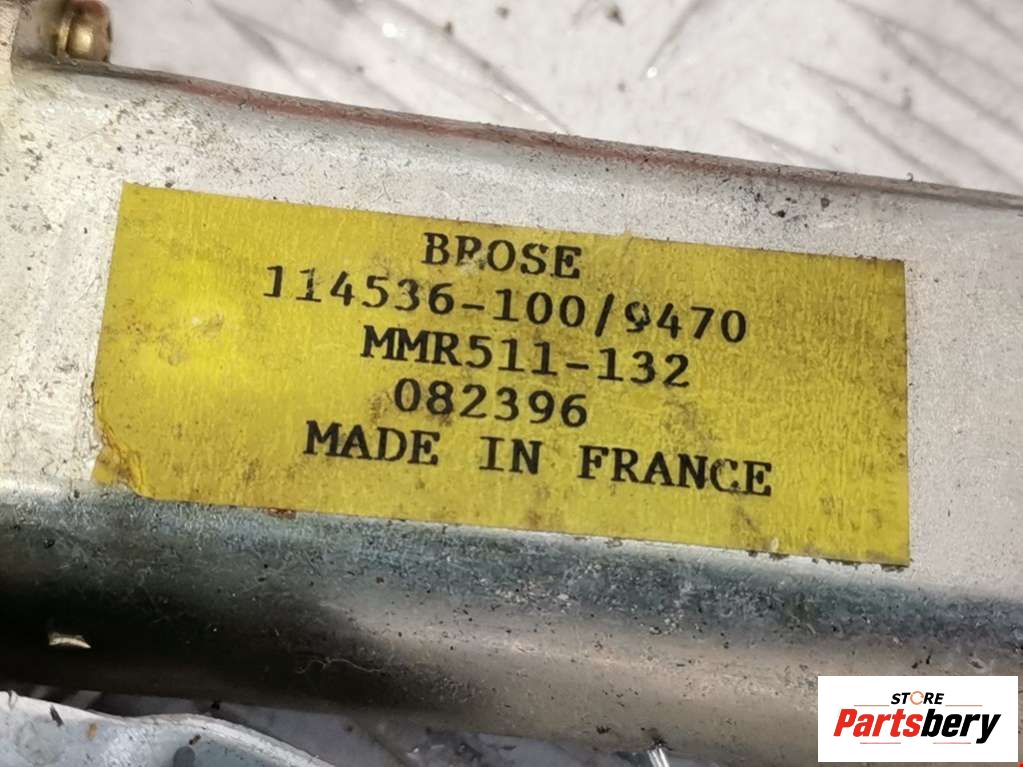 BROSE
114536-100/9470
MMR511-132
082396
MADE IN FRANCE
STORE
Partsbery